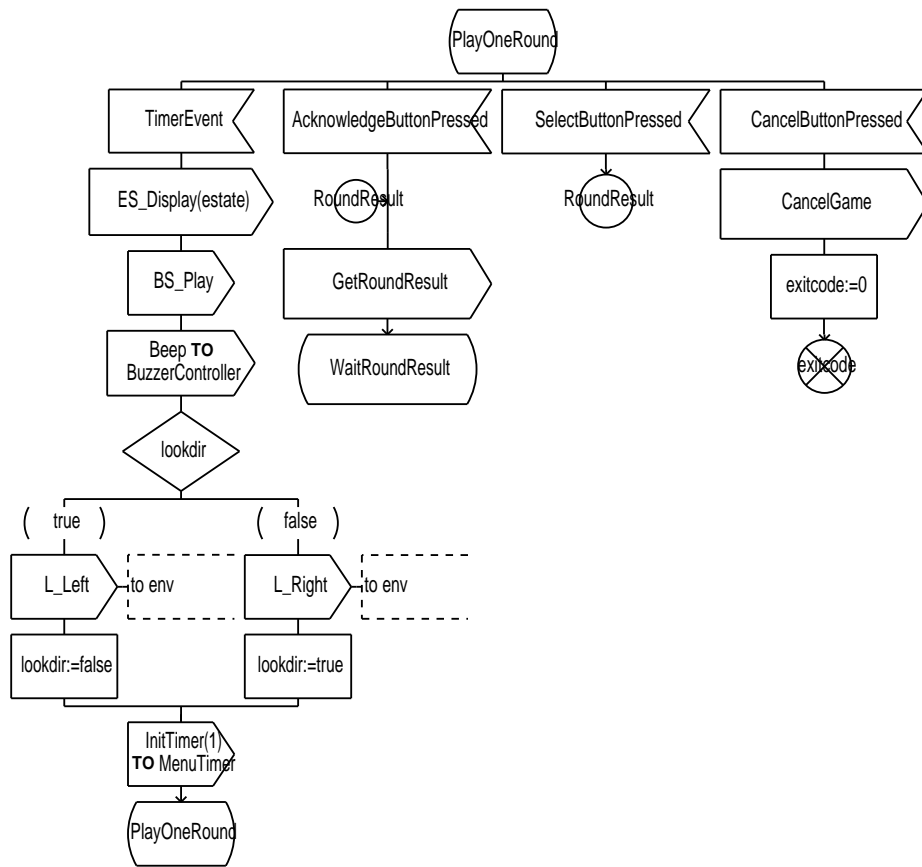 PlayOneRound
TimerEvent
AcknowledgeButtonPressed
SelectButtonPressed
CancelButtonPressed
ES_Display(estate)
RoundResult
RoundResult
CancelGame
BS_Play
GetRoundResult
exitcode:=0
Beep TO
BuzzerController
WaitRoundResult
exitcode
lookdir
( true )
( false )
L_Left
to env
L_Right
to env
lookdir:=false
lookdir:=true
InitTimer(1)
TO MenuTimer
PlayOneRound